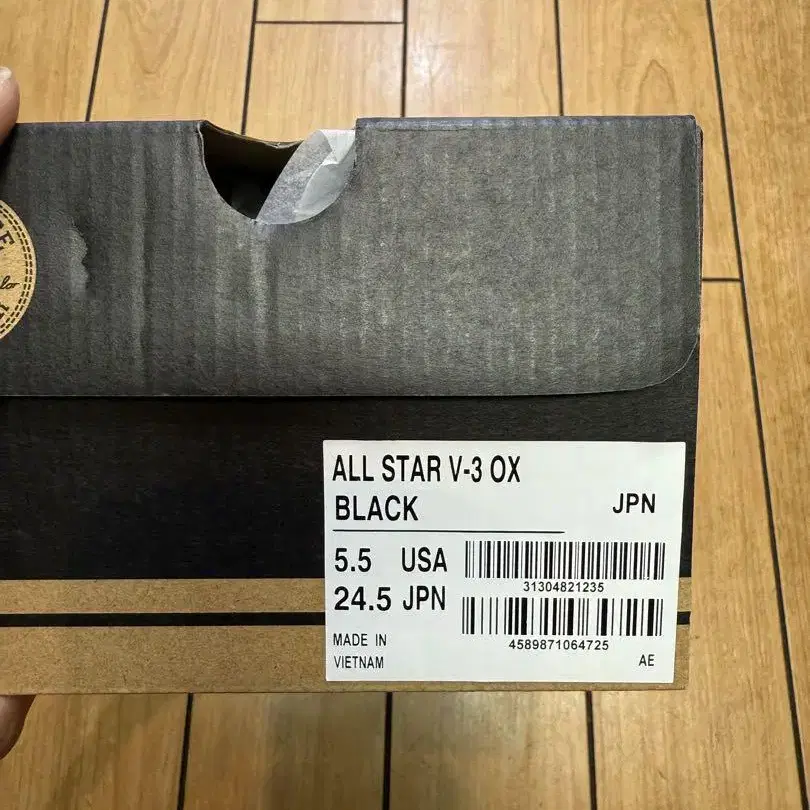 ALL STAR V-3 OX
BLACK JPN
5.5 USA
31304821235
24.5 JPN
4589871064725
MADE IN
VIETNAM AE